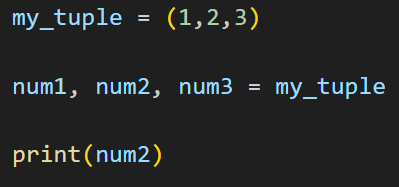 my_tuple = (1,2,3)
num1, num2, num3 = my_tuple
print(num2)